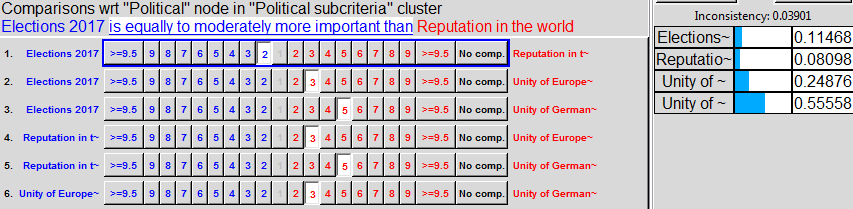 Comparisons wrt "Political" node in "Political subcriteria" cluster
Elections 2017 is equally to moderately more important than Reputation in the world
1. Elections 2017 >=9.5 9 8 7 6 5 4 3 2 1 2 3 4 5 6 7 8 9 >=9.5 No comp. Reputation in t~
2. Elections 2017 >=9.5 9 8 7 6 5 4 3 2 1 2 3 4 5 6 7 8 9 >=9.5 No comp. Unity of Europe~
3. Elections 2017 >=9.5 9 8 7 6 5 4 3 2 1 2 3 4 5 6 7 8 9 >=9.5 No comp. Unity of German~
4. Reputation in t~ >=9.5 9 8 7 6 5 4 3 2 1 2 3 4 5 6 7 8 9 >=9.5 No comp. Unity of Europe~
5. Reputation in t~ >=9.5 9 8 7 6 5 4 3 2 1 2 3 4 5 6 7 8 9 >=9.5 No comp. Unity of German~
6. Unity of Europe~ >=9.5 9 8 7 6 5 4 3 2 1 2 3 4 5 6 7 8 9 >=9.5 No comp. Unity of German~
Inconsistency: 0.03901
Elections~ 0.11468
Reputatio~ 0.08098
Unity of ~ 0.24876
Unity of ~ 0.55558